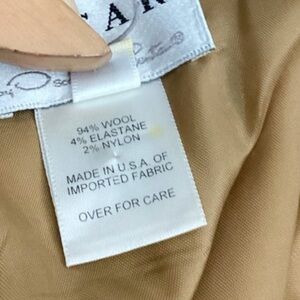 94% WOOL
4% ELASTANE
2% NYLON
MADE IN U.S.A. OF
IMPORTED FABRIC
OVER FOR CARE